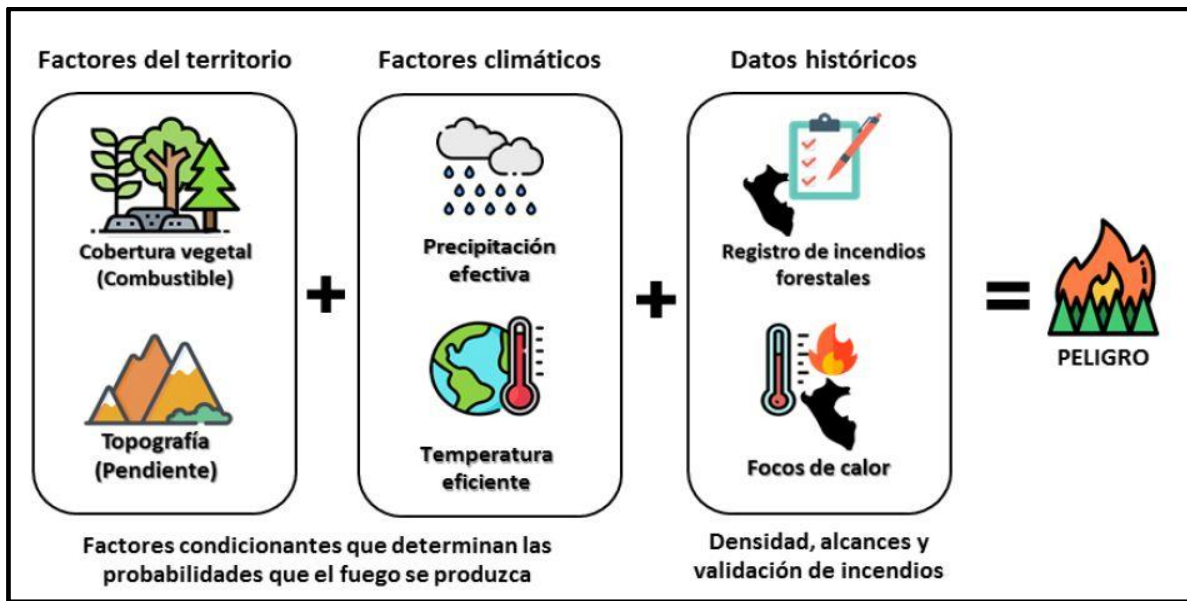 Factores del territorio
Cobertura vegetal
(Combustible)
Topografía
(Pendiente)
+
Factores climáticos
Precipitación
efectiva
Temperatura
eficiente
+
Datos históricos
Registro de incendios
forestales
Focos de calor
=
PELIGRO
Factores condicionantes que determinan las
probabilidades que el fuego se produzca
Densidad, alcances y
validación de incendios